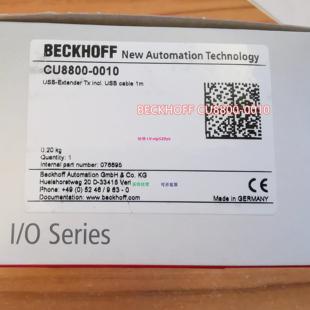 BECKHOFF New Automation Technology
CU8800-0010
USB-Extender Tx incl. USB cable 1m
BECKHOFF CU8800-0010
0.20 kg
Quantity: 1
Internal part number: 076695
Beckhoff Automation GmbH & Co. KG
Huelshorstweg 20 D-33415 Verl
Phone: +49 (0) 52 46 / 9 63 - 0
Documentation: www.beckhoff.com
CE
Made in GERMANY
I/O Series